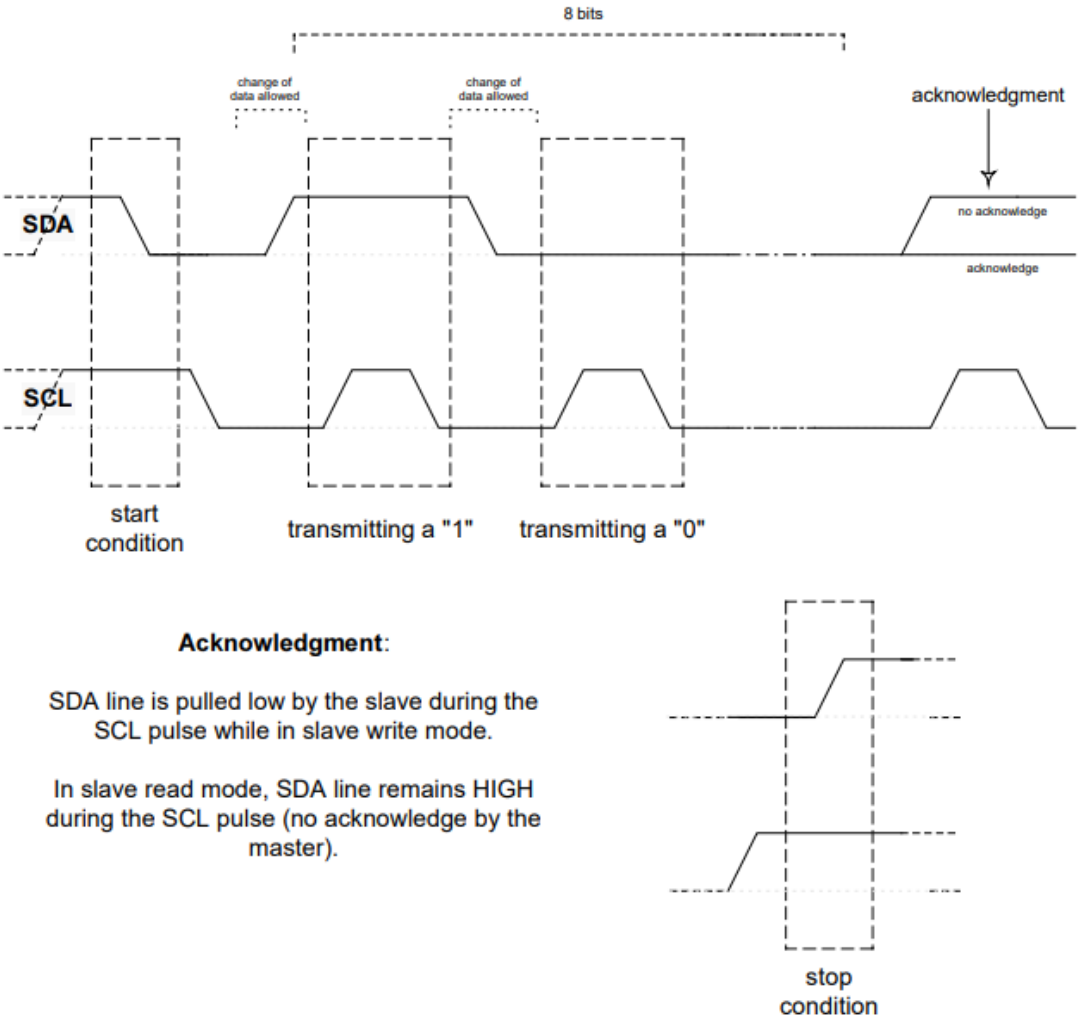 8 bits
change of
data allowed
change of
data allowed
acknowledgment
SDA
no acknowledge
acknowledge
SCL
start
condition
transmitting a "1"
transmitting a "0"
Acknowledgment:
SDA line is pulled low by the slave during the
SCL pulse while in slave write mode.
In slave read mode, SDA line remains HIGH
during the SCL pulse (no acknowledge by the
master).
stop
condition